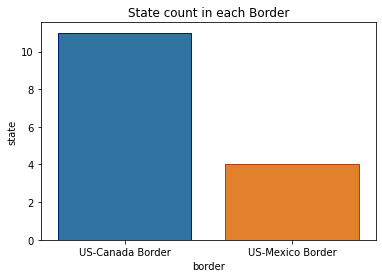 State count in each Border
state
10
8
6
4
2
0
US-Canada Border
US-Mexico Border
border